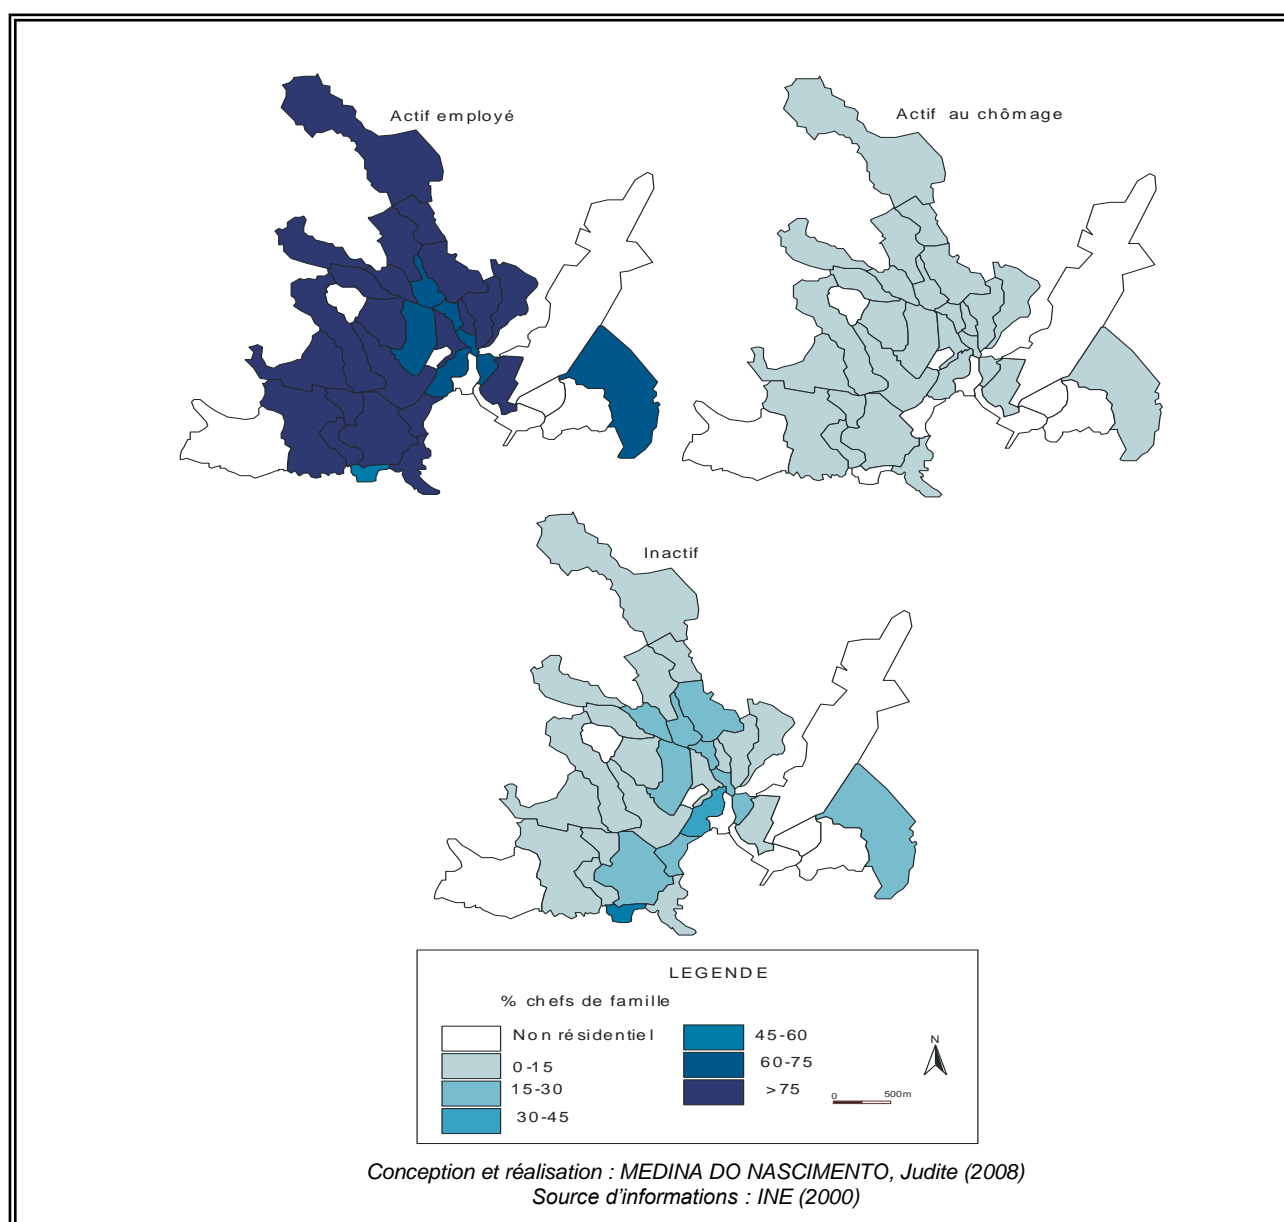 Actif employé
Actif au chômage
Inactif
LEGENDE
% chefs de famille
Non résidentiel
0-15
15-30
30-45
45-60
60-75
>75
N
0 500m
Conception et réalisation : MEDINA DO NASCIMENTO, Judite (2008)
Source d'informations : INE (2000)